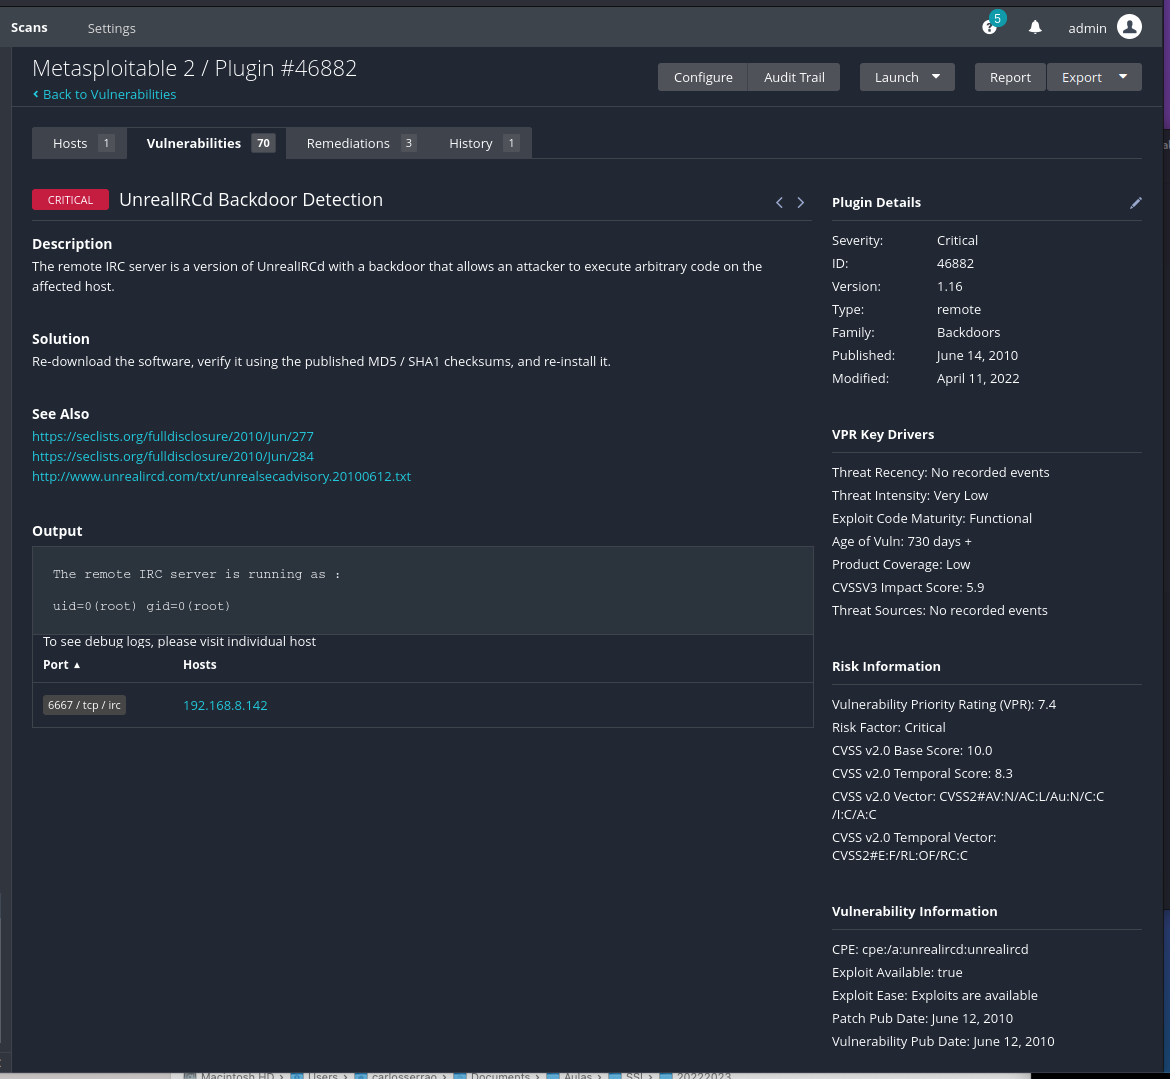 Scans
Settings
5
admin
Metasploitable 2 / Plugin #46882
Back to Vulnerabilities
Configure
Audit Trail
Launch
Report
Export
Hosts 1
Vulnerabilities 70
Remediations 3
History 1
CRITICAL
UnrealIRCd Backdoor Detection
Description
The remote IRC server is a version of UnrealIRCd with a backdoor that allows an attacker to execute arbitrary code on the
affected host.
Solution
Re-download the software, verify it using the published MD5 / SHA1 checksums, and re-install it.
See Also
https://seclists.org/fulldisclosure/2010/Jun/277
https://seclists.org/fulldisclosure/2010/Jun/284
http://www.unrealircd.com/txt/unrealsecadvisory.20100612.txt
Output
The remote IRC server is running as :
uid=0(root) gid=0(root)
To see debug logs, please visit individual host
Port ▲ Hosts
6667 / tcp / irc 192.168.8.142
Plugin Details
Severity: Critical
ID: 46882
Version: 1.16
Type: remote
Family: Backdoors
Published: June 14, 2010
Modified: April 11, 2022
VPR Key Drivers
Threat Recency: No recorded events
Threat Intensity: Very Low
Exploit Code Maturity: Functional
Age of Vuln: 730 days +
Product Coverage: Low
CVSSV3 Impact Score: 5.9
Threat Sources: No recorded events
Risk Information
Vulnerability Priority Rating (VPR): 7.4
Risk Factor: Critical
CVSS v2.0 Base Score: 10.0
CVSS v2.0 Temporal Score: 8.3
CVSS v2.0 Vector: CVSS2#AV:N/AC:L/Au:N/C:C
/I:C/A:C
CVSS v2.0 Temporal Vector:
CVSS2#E:F/RL:OF/RC:C
Vulnerability Information
CPE: cpe:/a:unrealircd:unrealircd
Exploit Available: true
Exploit Ease: Exploits are available
Patch Pub Date: June 12, 2010
Vulnerability Pub Date: June 12, 2010
Macintosh HD › Users › carlosserrao › Documents › Aulas › SSI › 20222023